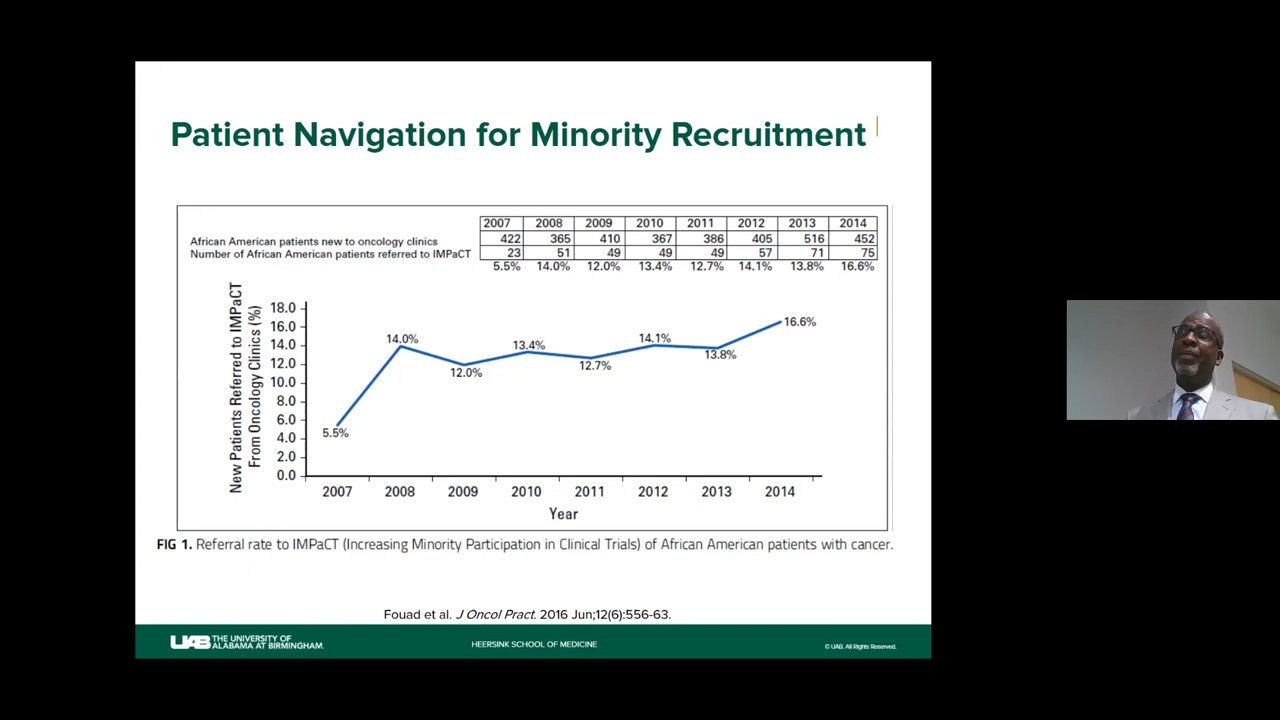 Patient Navigation for Minority Recruitment
2007 2008 2009 2010 2011 2012 2013 2014
African American patients new to oncology clinics 422 365 410 367 386 405 516 452
Number of African American patients referred to IMPaCT 23 51 49 49 49 57 71 75
5.5% 14.0% 12.0% 13.4% 12.7% 14.1% 13.8% 16.6%
New Patients Referred to IMPaCT
From Oncology Clinics (%)
18.0
16.0
14.0
12.0
10.0
8.0
6.0
4.0
2.0
0.0
5.5%
14.0%
12.0%
13.4%
12.7%
14.1%
13.8%
16.6%
2007 2008 2009 2010 2011 2012 2013 2014
Year
FIG 1. Referral rate to IMPaCT (Increasing Minority Participation in Clinical Trials) of African American patients with cancer.
Fouad et al. J Oncol Pract. 2016 Jun;12(6):556-63.
UAB THE UNIVERSITY OF
ALABAMA AT BIRMINGHAM.
HEERSINK SCHOOL OF MEDICINE
© UAB. All Rights Reserved.